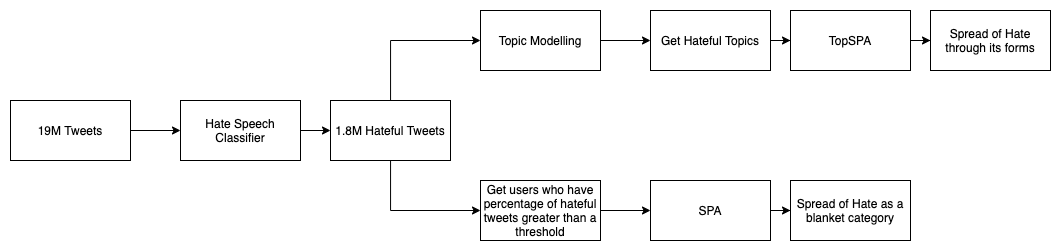 Topic Modelling
Get Hateful Topics
TopSPA
Spread of Hate
through its forms
19M Tweets
Hate Speech
Classifier
1.8M Hateful Tweets
Get users who have
percentage of hateful
tweets greater than a
threshold
SPA
Spread of Hate as a
blanket category